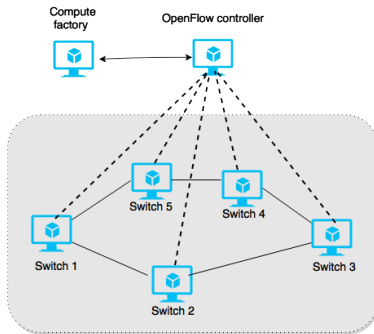 Compute
factory
OpenFlow controller
Switch 5
Switch 4
Switch 1
Switch 3
Switch 2